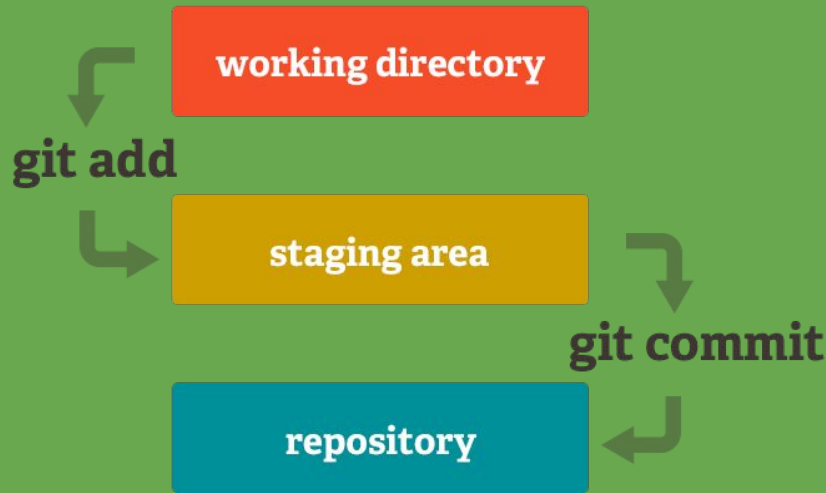 working directory
git add
staging area
git commit
repository